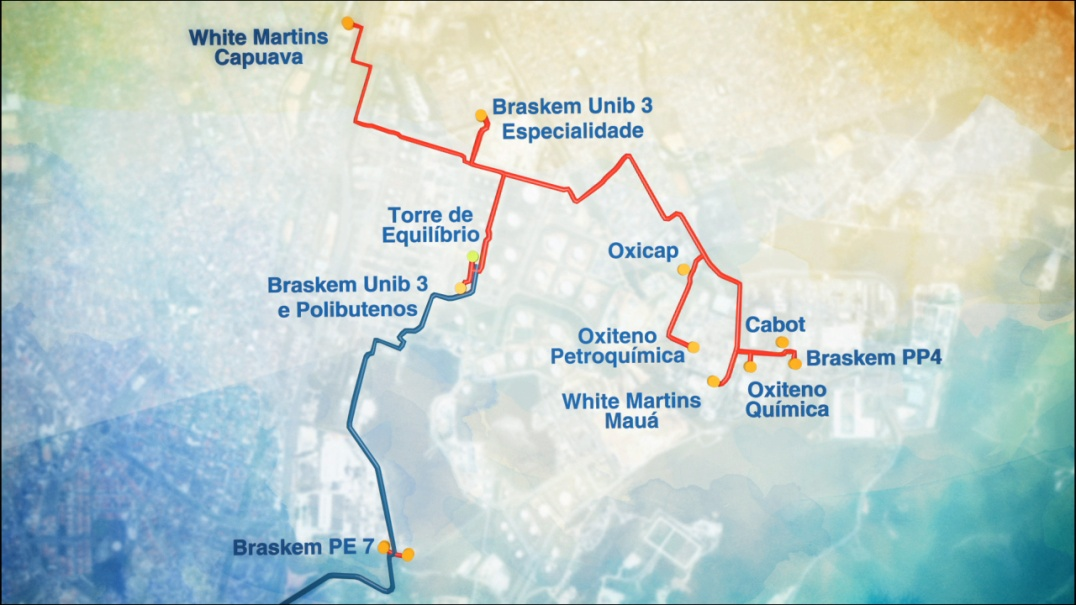 White Martins
Capuava
Braskem Unib 3
Especialidade
Torre de
Equilíbrio
Braskem Unib 3
e Polibutenos
Oxicap
Oxiteno
Petroquímica
White Martins
Mauá
Cabot
Braskem PP4
Oxiteno
Química
Braskem PE 7